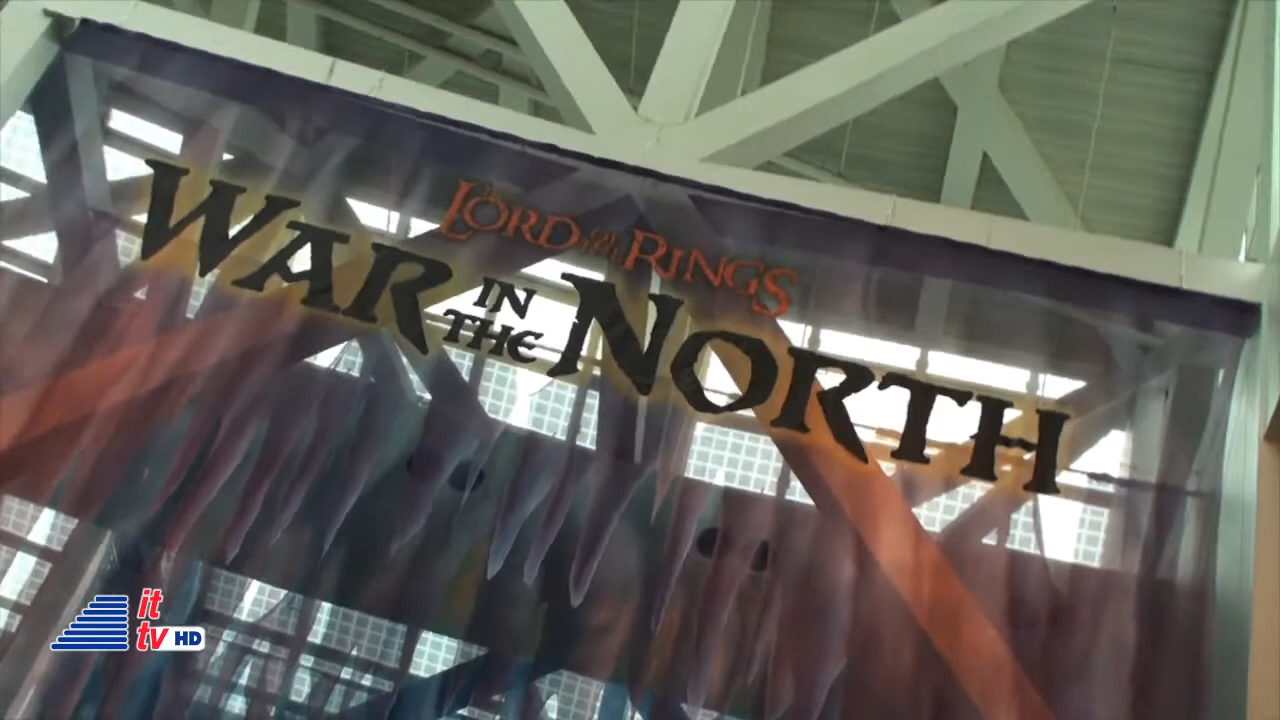 THE LORD OF THE RINGS
WAR IN THE NORTH
it
tv HD